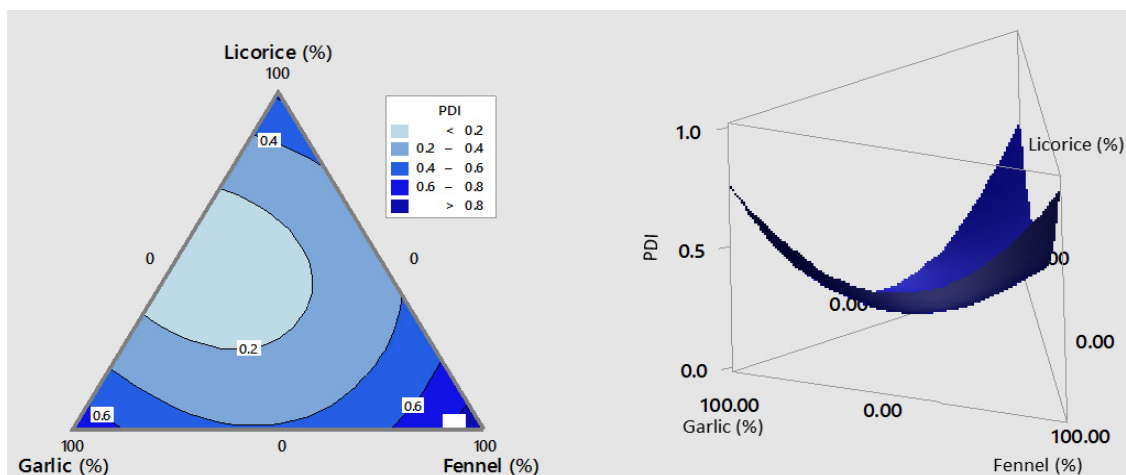 Licorice (%)
100
PDI
< 0.2
0.2 – 0.4
0.4 – 0.6
0.6 – 0.8
> 0.8
0.4
0
0
0.2
0.6
0.6
100
0
100
Garlic (%)
Fennel (%)
1.0
Licorice (%)
PDI
0.5
0.00
0.00
0.0
100.00
0.00
100.00
Garlic (%)
Fennel (%)